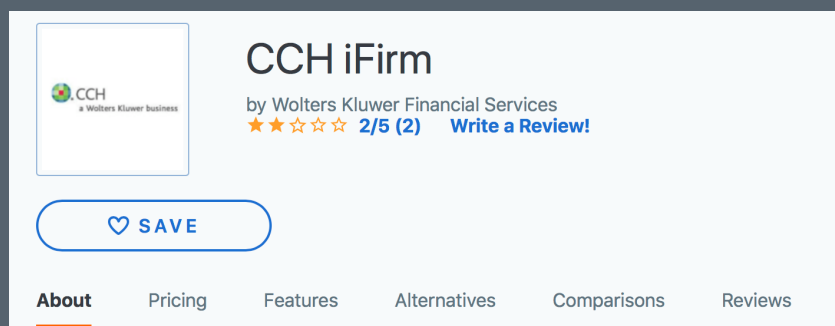 CCH
a Wolters Kluwer business
CCH iFirm
by Wolters Kluwer Financial Services
2/5 (2) Write a Review!
SAVE
About Pricing Features Alternatives Comparisons Reviews